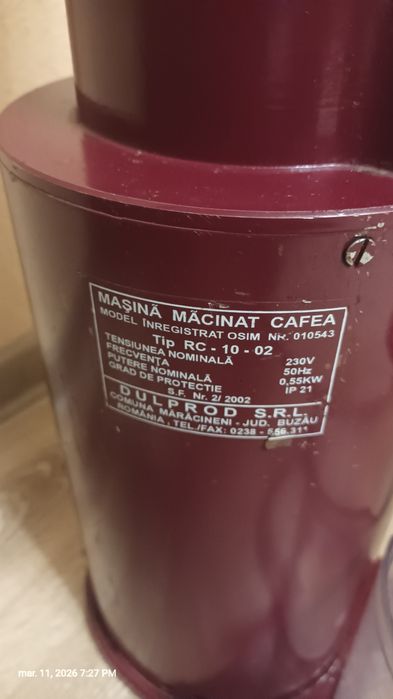 MAȘINĂ MĂCINAT CAFEA
MODEL ÎNREGISTRAT OSIM NR. 010543
Tip RC - 10 - 02
TENSIUNEA NOMINALĂ 230V
FRECVENȚA 50Hz
PUTERE NOMINALĂ 0,55KW
GRAD DE PROTECTIE IP 21
S.F. Nr. 2/ 2002
DULPROD S.R.L.
COMUNA MĂRĂCINENI - JUD. BUZĂU
ROMÂNIA, TEL./FAX: 0238 - 556.311
mar. 11, 2026 7:27 PM